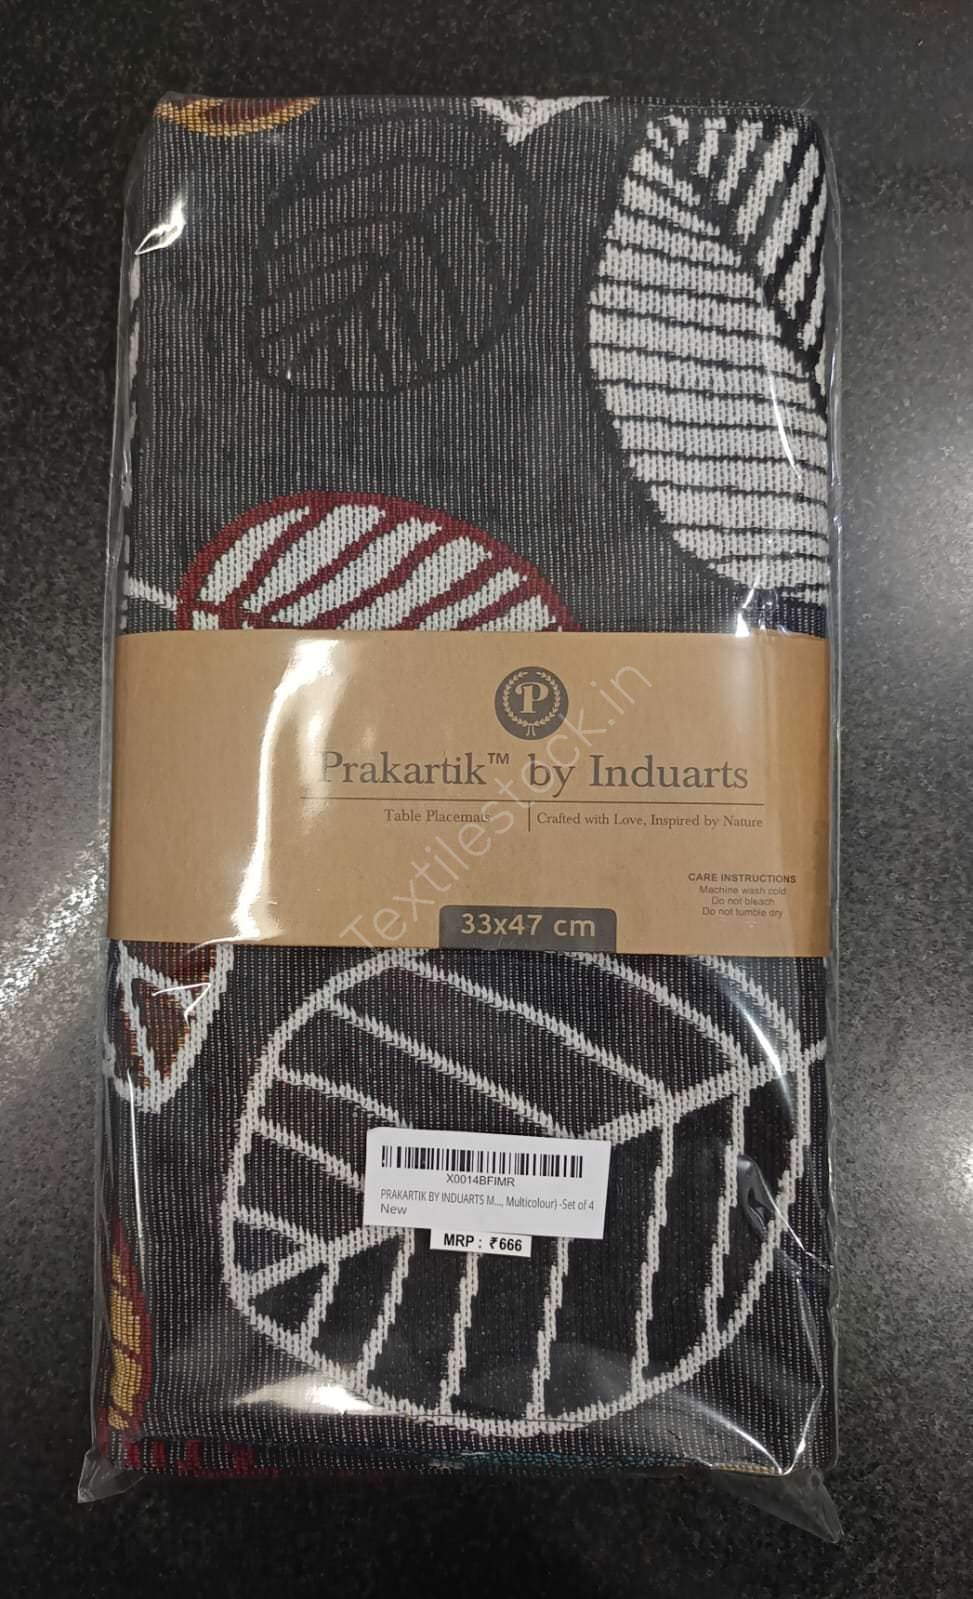 P
Prakartik™ by Induarts
Table Placemats
Crafted with Love, Inspired by Nature
CARE INSTRUCTIONS
Machine wash cold
Do not bleach
Do not tumble dry
33x47 cm
Textilestock.in
X0014BFIMR
PRAKARTIK BY INDUARTS M..., Multicolour) -Set of 4
New
MRP : ₹666